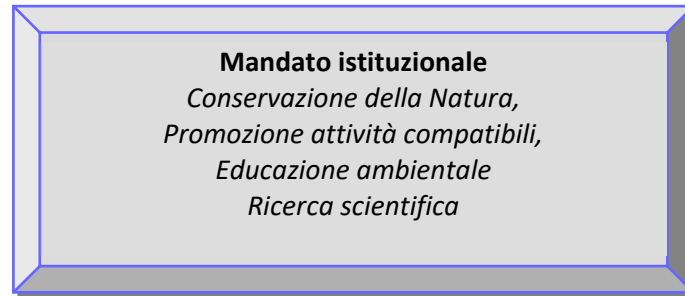 Mandato istituzionale
Conservazione della Natura,
Promozione attività compatibili,
Educazione ambientale
Ricerca scientifica